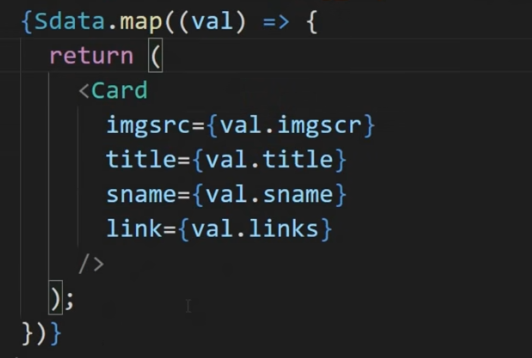 {Sdata.map((val) => {
return (
<Card
imgsrc={val.imgscr}
title={val.title}
sname={val.sname}
link={val.links}
/>
);
})}